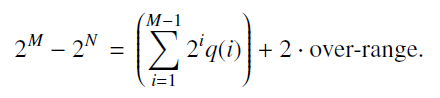 2^M − 2^N = (∑_{i=1}^{M−1} 2^i q(i)) + 2 · over-range.